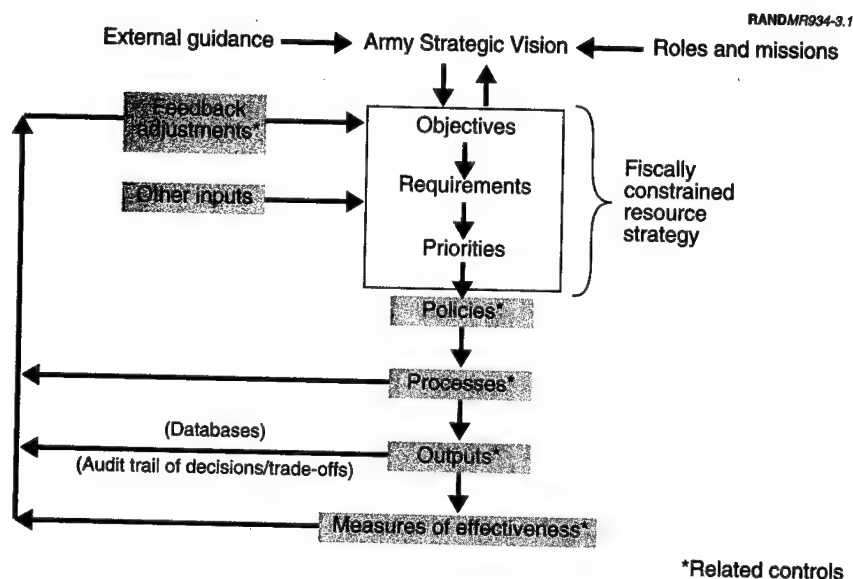 RANDMR934-3.1
External guidance
Army Strategic Vision
Roles and missions
Feedback
adjustments*
Objectives
Other inputs
Requirements
Fiscally
constrained
resource
strategy
Priorities
Policies*
Processes*
(Databases)
Outputs*
(Audit trail of decisions/trade-offs)
Measures of effectiveness*
*Related controls